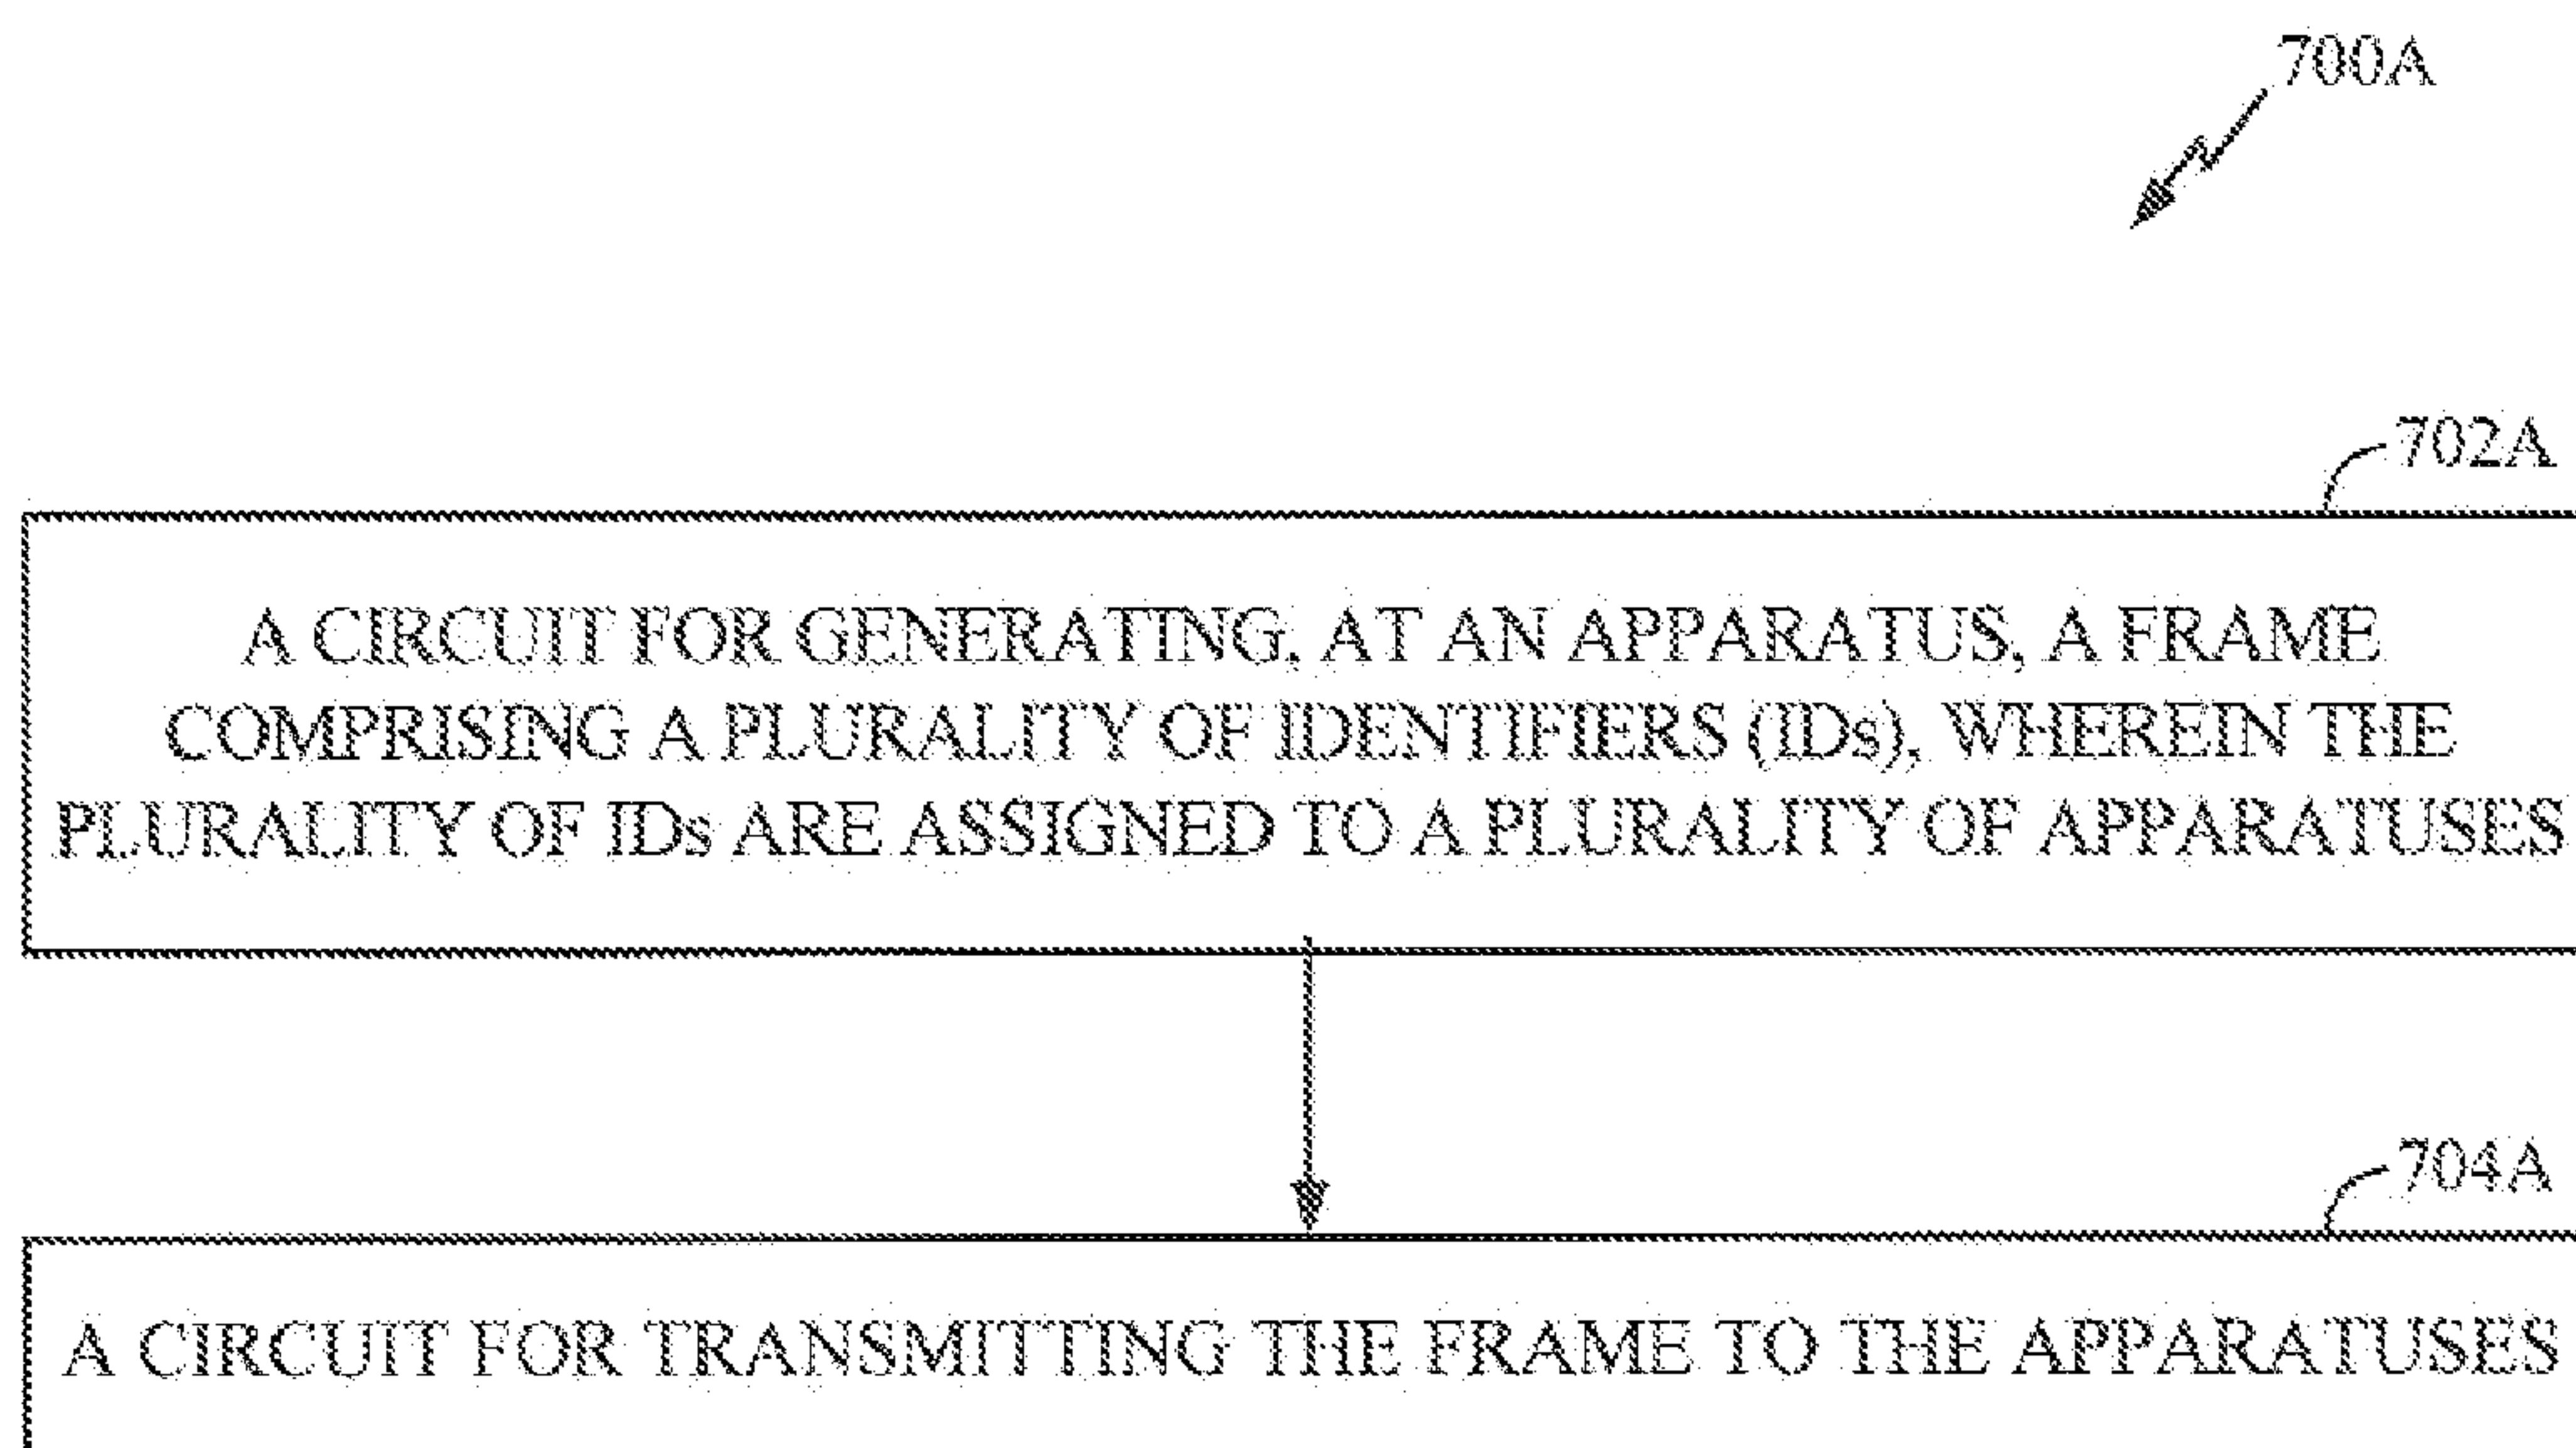 700A
702A
A CIRCUIT FOR GENERATING, AT AN APPARATUS, A FRAME
COMPRISING A PLURALITY OF IDENTIFIERS (IDs), WHEREIN THE
PLURALITY OF IDs ARE ASSIGNED TO A PLURALITY OF APPARATUSES
704A
A CIRCUIT FOR TRANSMITTING THE FRAME TO THE APPARATUSES